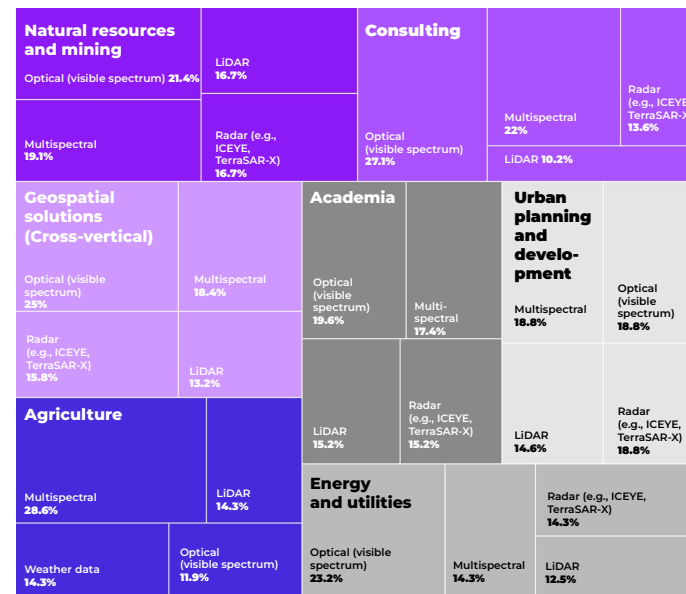 Natural resources
and mining
Optical (visible spectrum) 21.4%
LiDAR
16.7%
Multispectral
19.1%
Radar (e.g.,
ICEYE,
TerraSAR-X)
16.7%
Consulting
Optical
(visible spectrum)
27.1%
Multispectral
22%
Radar
(e.g., ICEYE,
TerraSAR-X
13.6%
LiDAR 10.2%
Geospatial
solutions
(Cross-vertical)
Optical (visible
spectrum)
25%
Multispectral
18.4%
Radar
(e.g., ICEYE,
TerraSAR-X)
15.8%
LiDAR
13.2%
Academia
Optical
(visible
spectrum)
19.6%
Multi-
spectral
17.4%
LiDAR
15.2%
Radar
(e.g., ICEYE,
TerraSAR-X)
15.2%
Urban
planning
and
develo-
pment
Multispectral
18.8%
Optical
(visible
spectrum)
18.8%
LiDAR
14.6%
Radar
(e.g., ICEYE,
TerraSAR-X)
18.8%
Agriculture
Multispectral
28.6%
LiDAR
14.3%
Weather data
14.3%
Optical
(visible spectrum)
11.9%
Energy
and utilities
Optical (visible
spectrum)
23.2%
Multispectral
14.3%
Radar (e.g., ICEYE,
TerraSAR-X)
14.3%
LiDAR
12.5%